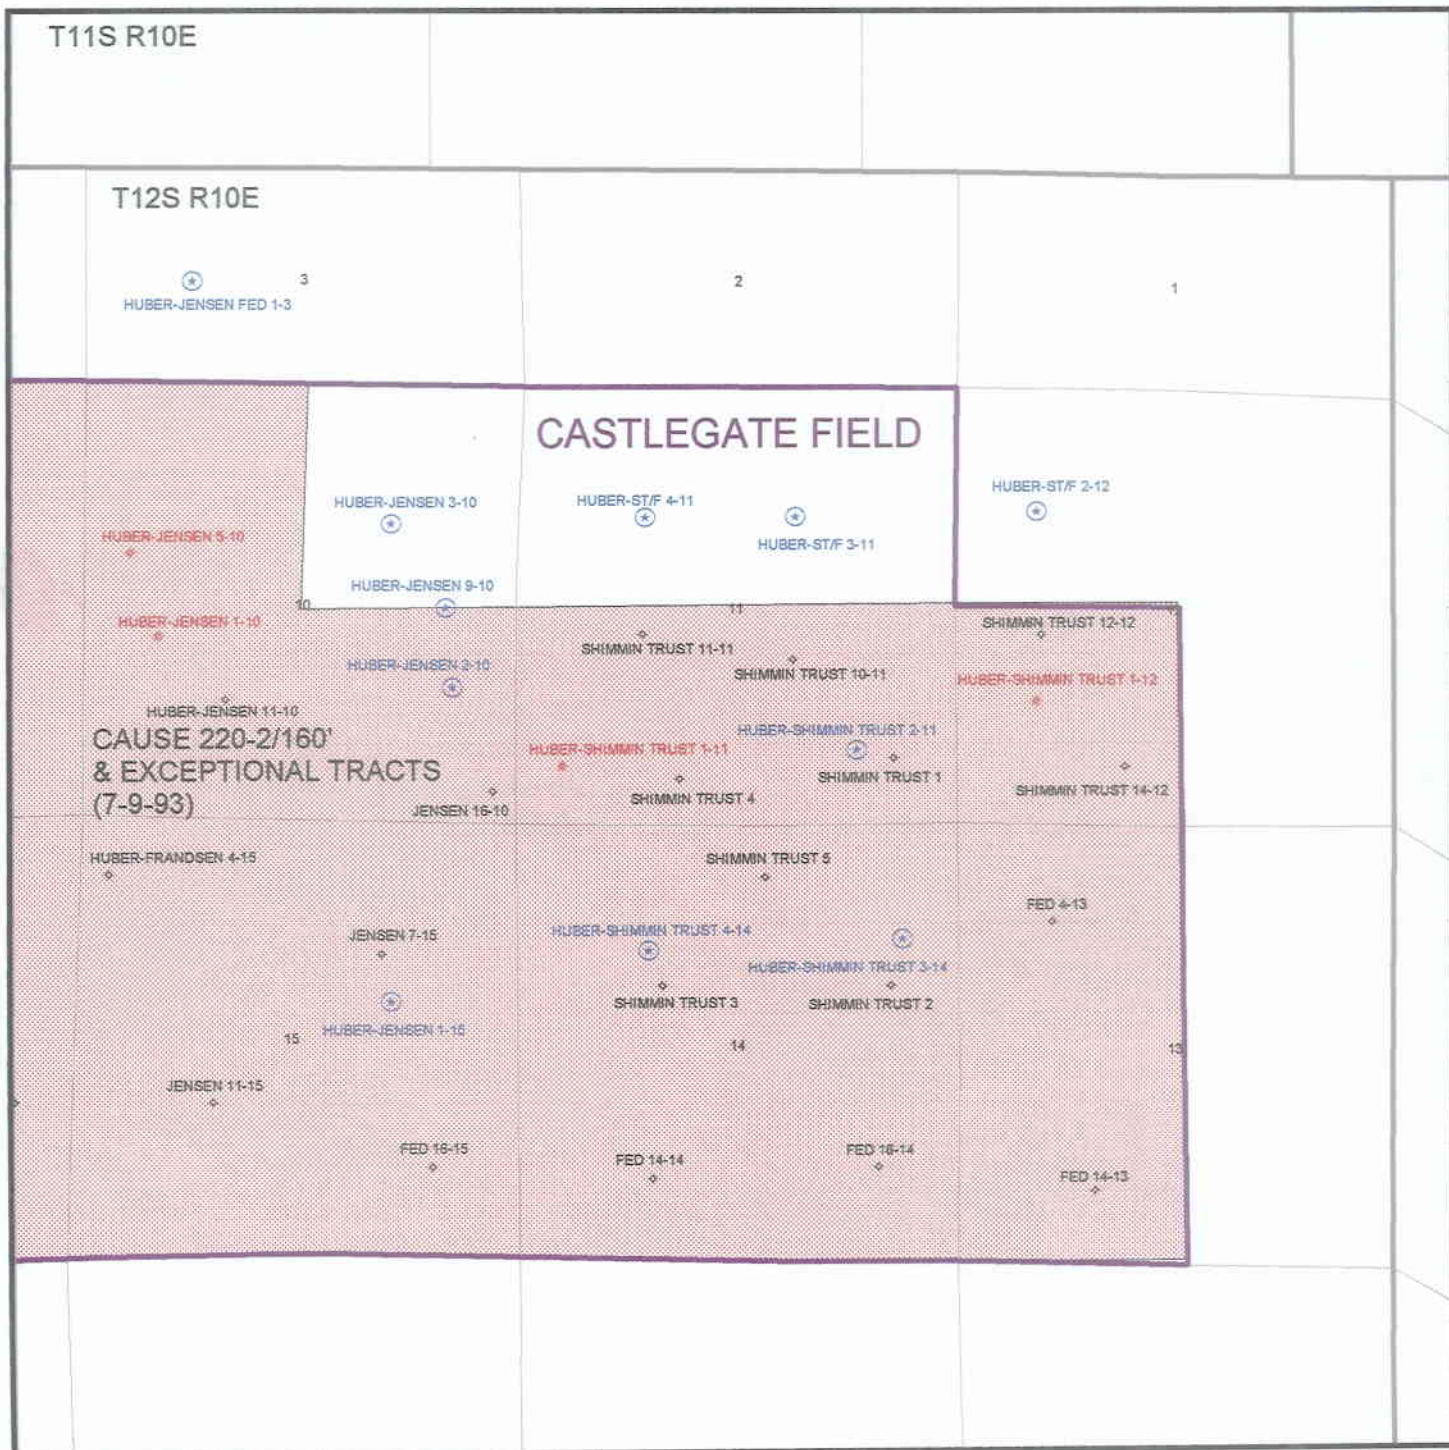 T11S R10E
T12S R10E
3
2
1
HUBER-JENSEN FED 1-3
CASTLEGATE FIELD
HUBER-JENSEN 3-10
HUBER-ST/F 4-11
HUBER-ST/F 2-12
HUBER-JENSEN 5-10
HUBER-ST/F 3-11
HUBER-JENSEN 9-10
10
11
HUBER-JENSEN 1-10
SHIMMIN TRUST 12-12
SHIMMIN TRUST 11-11
HUBER-JENSEN 2-10
SHIMMIN TRUST 10-11
HUBER-SHIMMIN TRUST 1-12
HUBER-JENSEN 11-10
CAUSE 220-2/160'
& EXCEPTIONAL TRACTS
(7-9-93)
HUBER-SHIMMIN TRUST 2-11
HUBER-SHIMMIN TRUST 1-11
SHIMMIN TRUST 1
SHIMMIN TRUST 14-12
SHIMMIN TRUST 4
JENSEN 16-10
HUBER-FRANDSEN 4-15
SHIMMIN TRUST 5
FED 4-13
JENSEN 7-15
HUBER-SHIMMIN TRUST 4-14
HUBER-SHIMMIN TRUST 3-14
SHIMMIN TRUST 3
SHIMMIN TRUST 2
HUBER-JENSEN 1-15
15
14
13
JENSEN 11-15
FED 16-15
FED 14-14
FED 16-14
FED 14-13